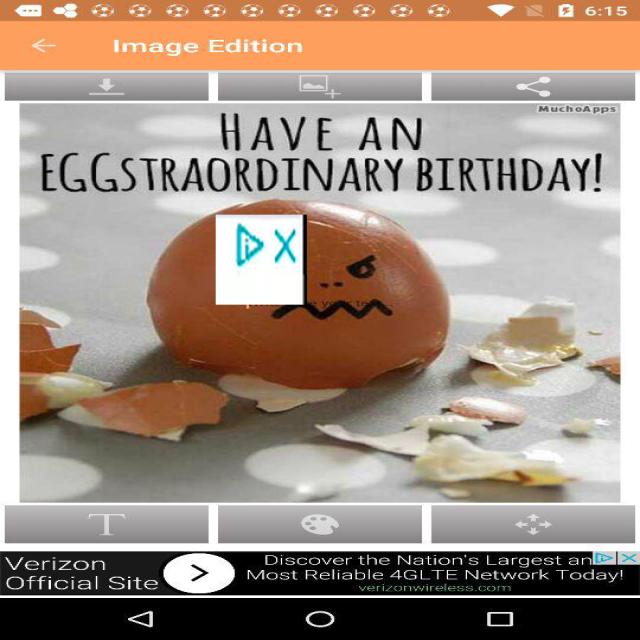 6:15
Image Edition
MuchoApps
HAVE AN
EGGSTRAORDINARY BIRTHDAY!
X
T
Verizon
Official Site
Discover the Nation's Largest an
Most Reliable 4GLTE Network Today!
verizonwireless.com